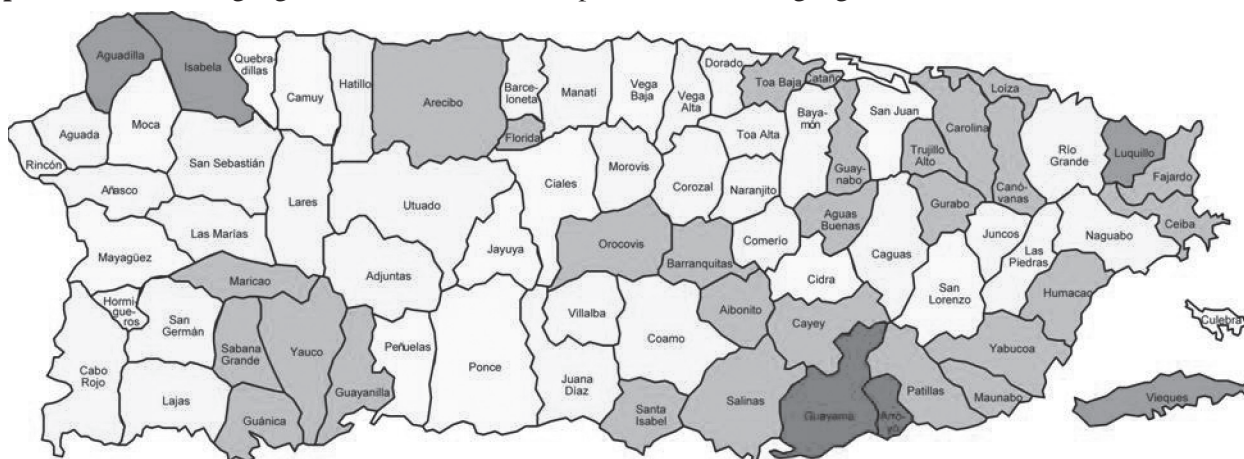 Aguadilla
Isabela
Quebra-
dillas
Camuy
Hatillo
Arecibo
Barce-
loneta
Florida
Manatí
Vega
Baja
Vega
Alta
Dorado
Toa Baja
Cataño
Toa Alta
Baya-
món
Guay-
nabo
San Juan
Trujillo
Alto
Carolina
Loíza
Canó-
vanas
Río
Grande
Luquillo
Fajardo
Ceiba
Rincón
Aguada
Moca
San Sebastián
Añasco
Las Marías
Lares
Utuado
Ciales
Morovis
Corozal
Naranjito
Comerío
Aguas
Buenas
Gurabo
Caguas
Juncos
Las
Piedras
Naguabo
Mayagüez
Maricao
Adjuntas
Jayuya
Orocovis
Barranquitas
Cidra
San
Lorenzo
Humacao
Culebra
Hormi-
gue-
ros
San
Germán
Sabana
Grande
Yauco
Guayanilla
Peñuelas
Ponce
Villalba
Coamo
Aibonito
Cayey
Yabucoa
Cabo
Rojo
Lajas
Guánica
Juana
Díaz
Santa
Isabel
Salinas
Guayama
Arro-
yo
Patillas
Maunabo
Vieques